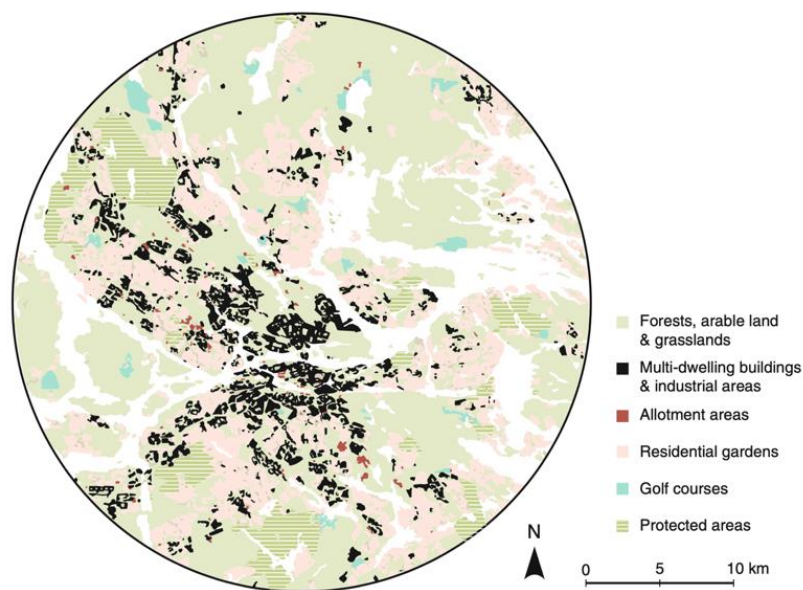 Forests, arable land
& grasslands
Multi-dwelling buildings
& industrial areas
Allotment areas
Residential gardens
Golf courses
Protected areas
N
0 5 10 km